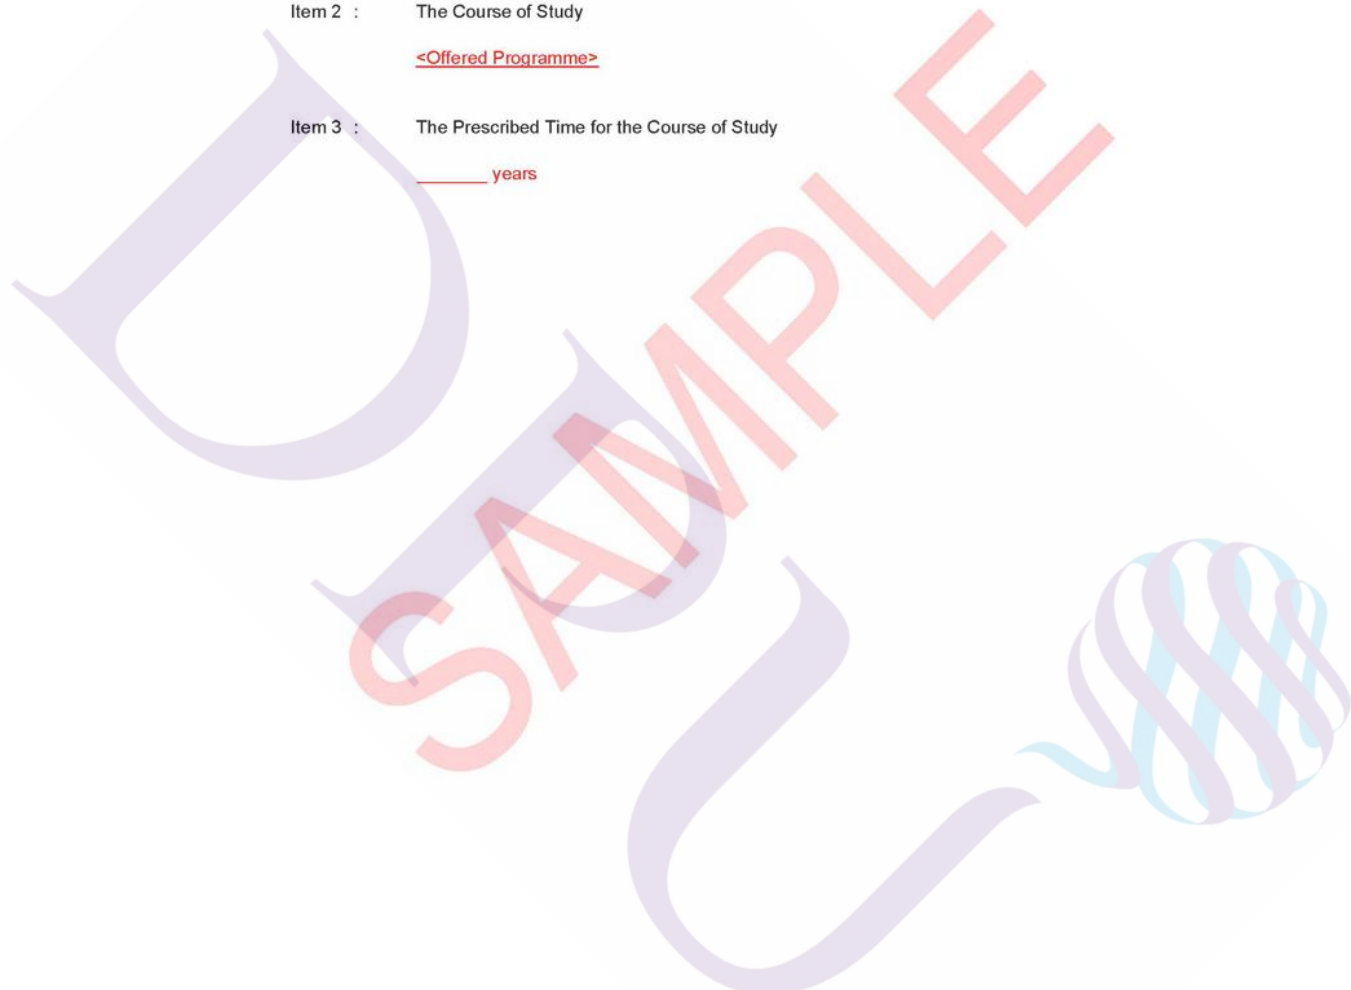 Item 2 : The Course of Study
<Offered Programme>
Item 3 : The Prescribed Time for the Course of Study
_______ years
SAMPLE